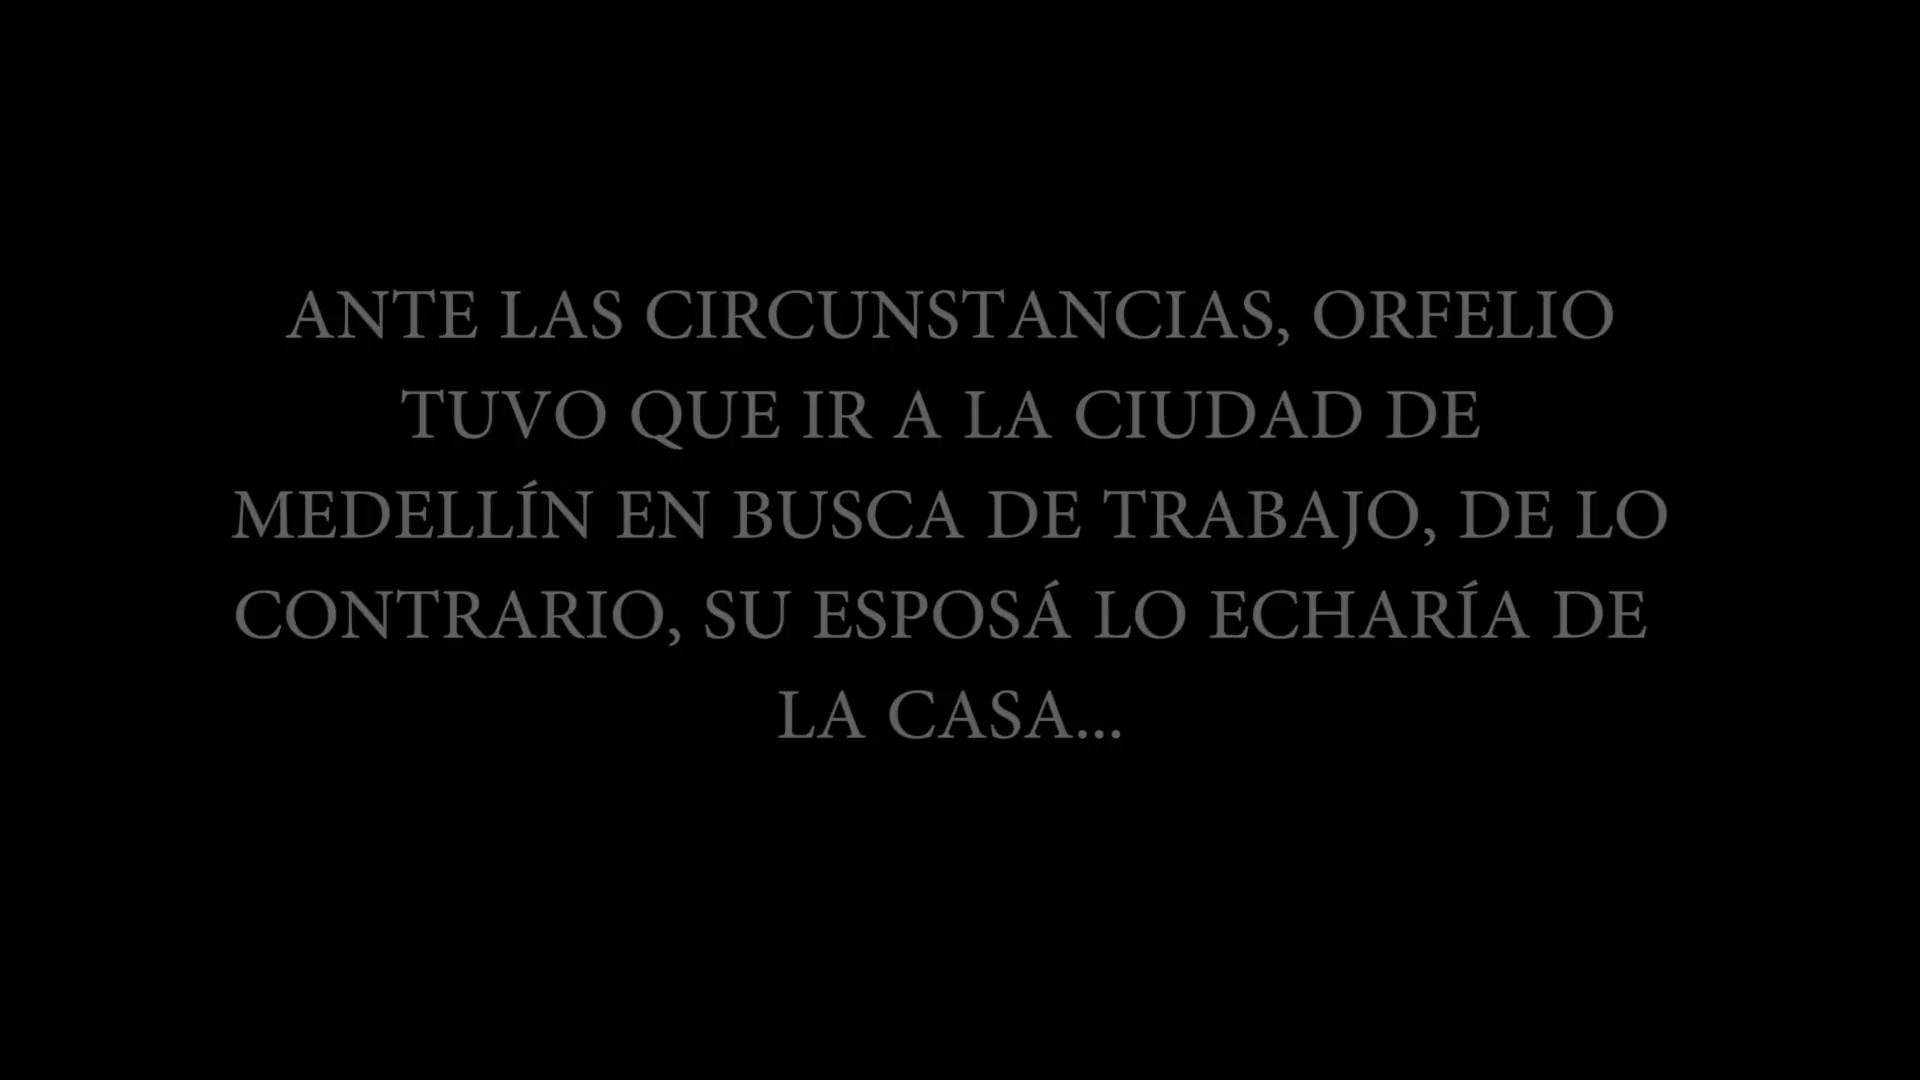 ANTE LAS CIRCUNSTANCIAS, ORFELIO
TUVO QUE IR A LA CIUDAD DE
MEDELLÍN EN BUSCA DE TRABAJO, DE LO
CONTRARIO, SU ESPOSÁ LO ECHARÍA DE
LA CASA...